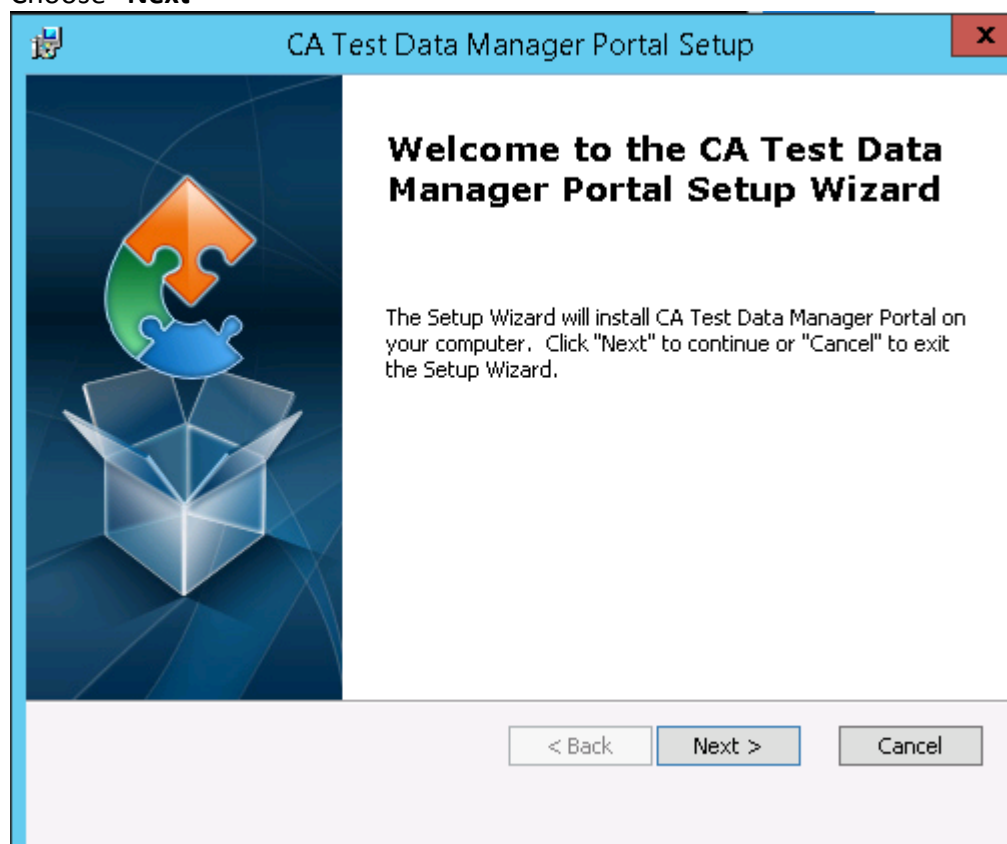 Choose "Next"
CA Test Data Manager Portal Setup
x
Welcome to the CA Test Data
Manager Portal Setup Wizard
The Setup Wizard will install CA Test Data Manager Portal on
your computer.  Click "Next" to continue or "Cancel" to exit
the Setup Wizard.
< Back
Next >
Cancel